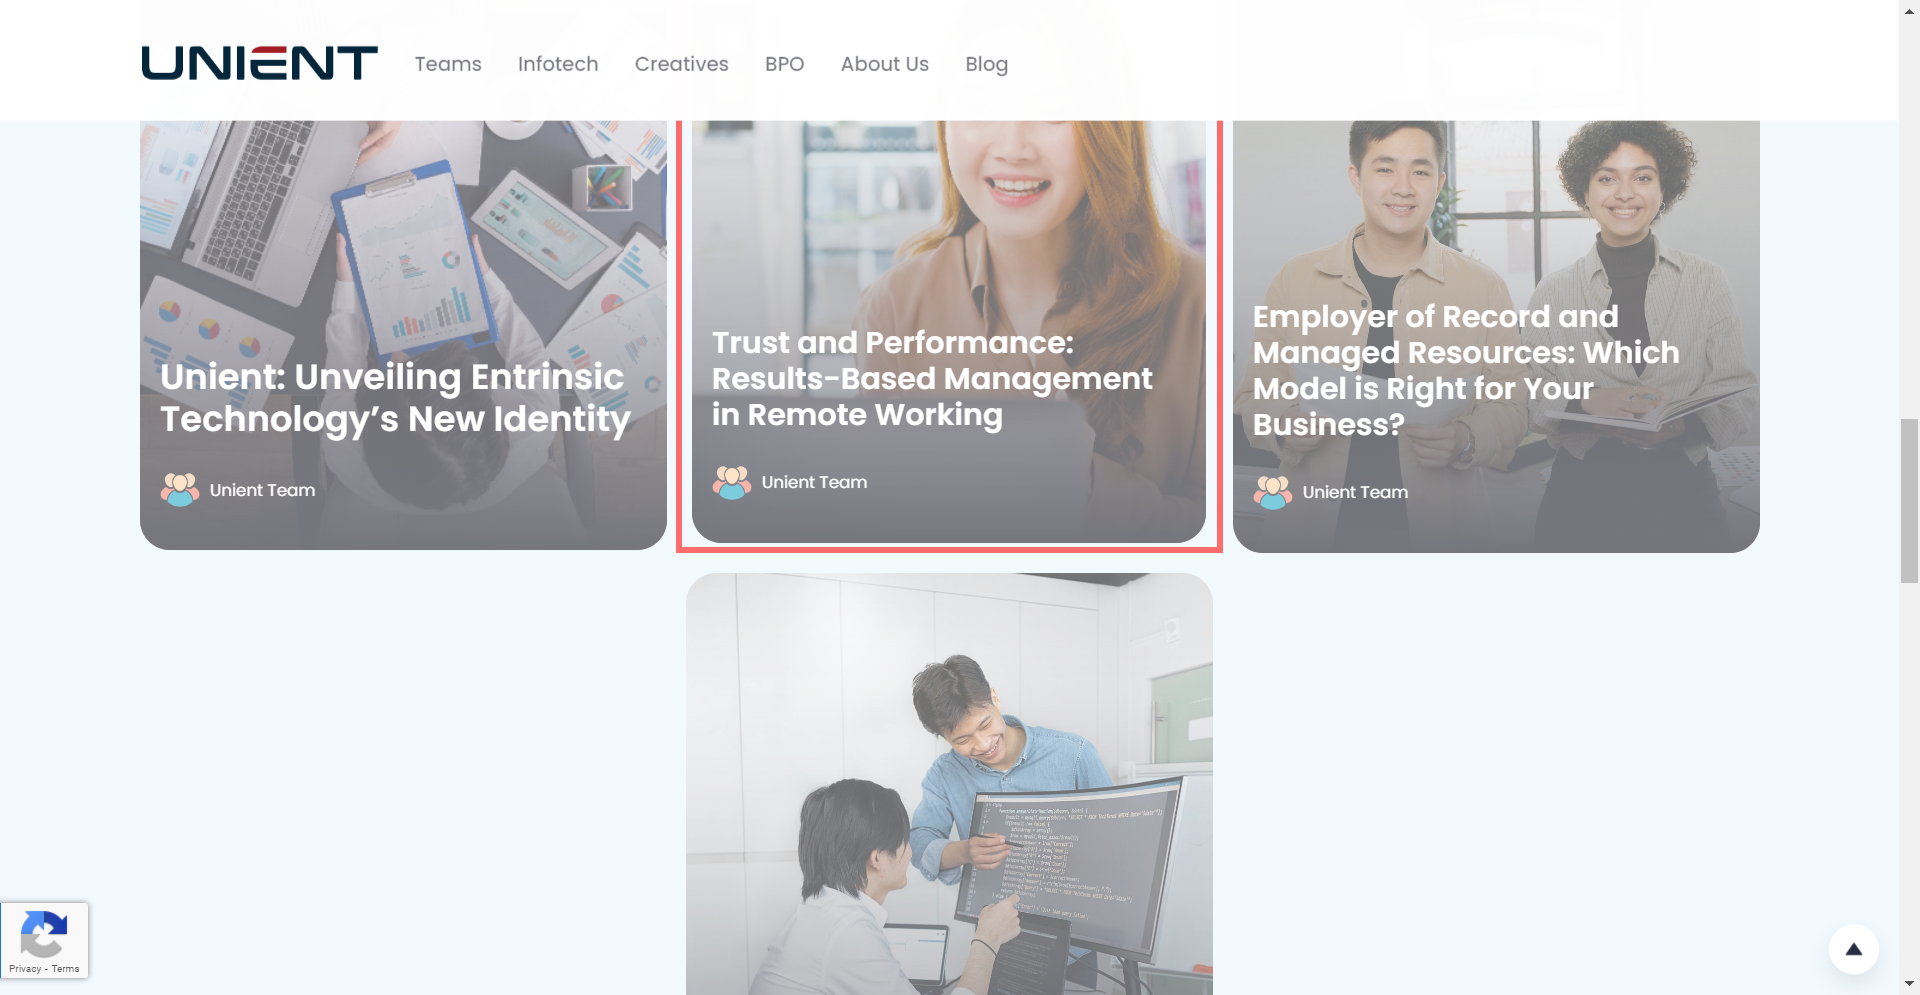 UNIENT
Teams
Infotech
Creatives
BPO
About Us
Blog
Unient: Unveiling Entrinsic
Technology’s New Identity
Unient Team
Trust and Performance:
Results-Based Management
in Remote Working
Unient Team
Employer of Record and
Managed Resources: Which
Model is Right for Your
Business?
Unient Team
Privacy - Terms